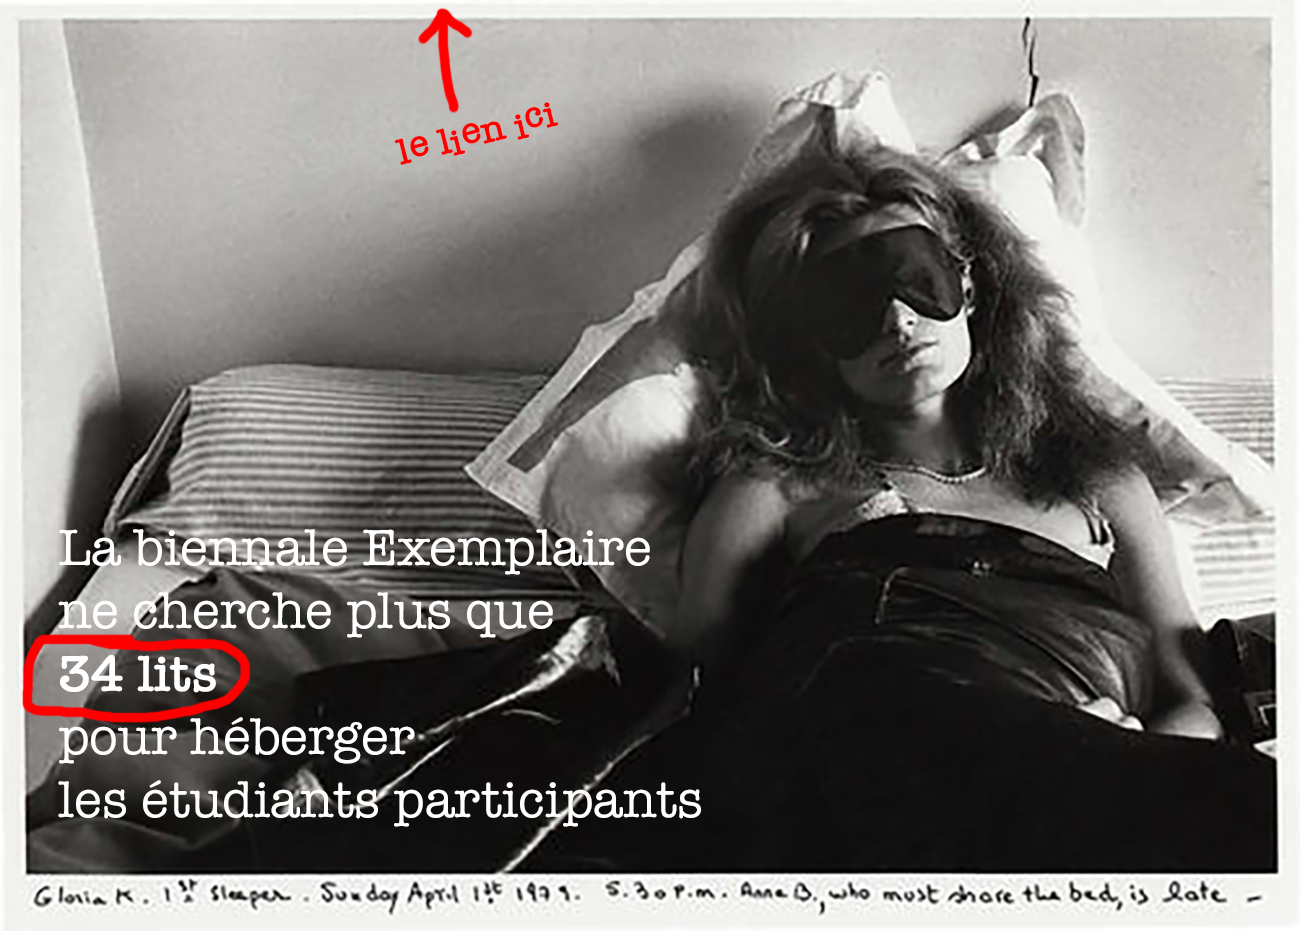 le lien ici
La biennale Exemplaire
ne cherche plus que
34 lits
pour héberger
les étudiants participants
Gloria K. 1st Sleeper. Sunday April 1st 1979. 5.30 P.m. Anne B., who must share the bed, is late –